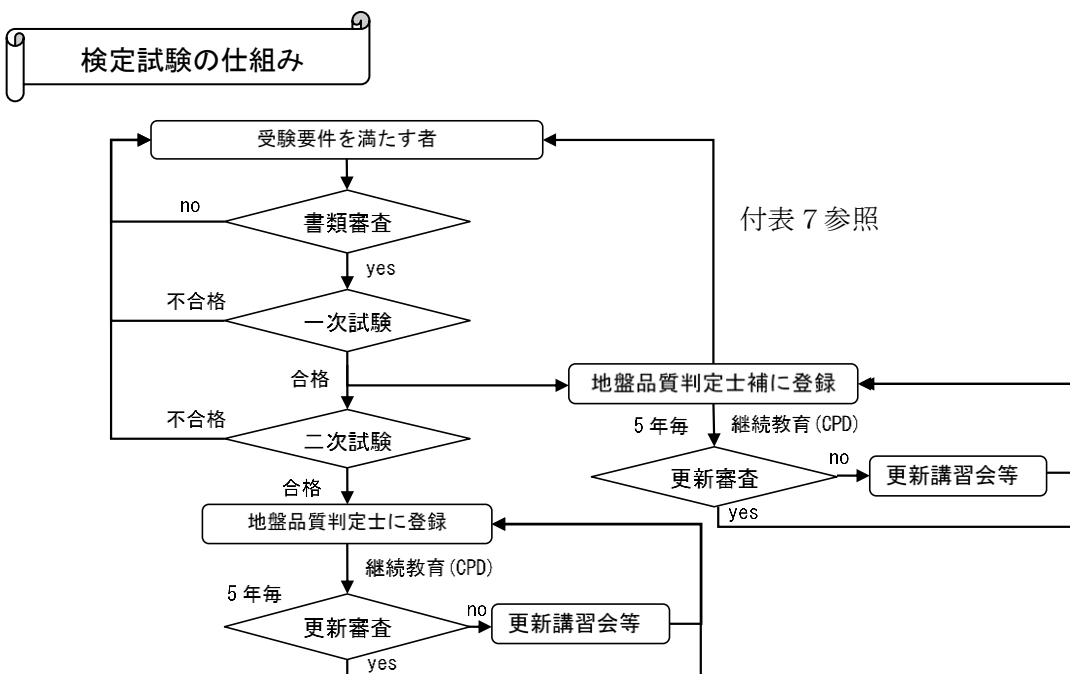 検定試験の仕組み
受験要件を満たす者
no
書類審査
付表７参照
yes
不合格
一次試験
合格
地盤品質判定士補に登録
不合格
5年毎
継続教育(CPD)
二次試験
no
更新審査
更新講習会等
合格
yes
地盤品質判定士に登録
継続教育(CPD)
5年毎
no
更新審査
更新講習会等
yes